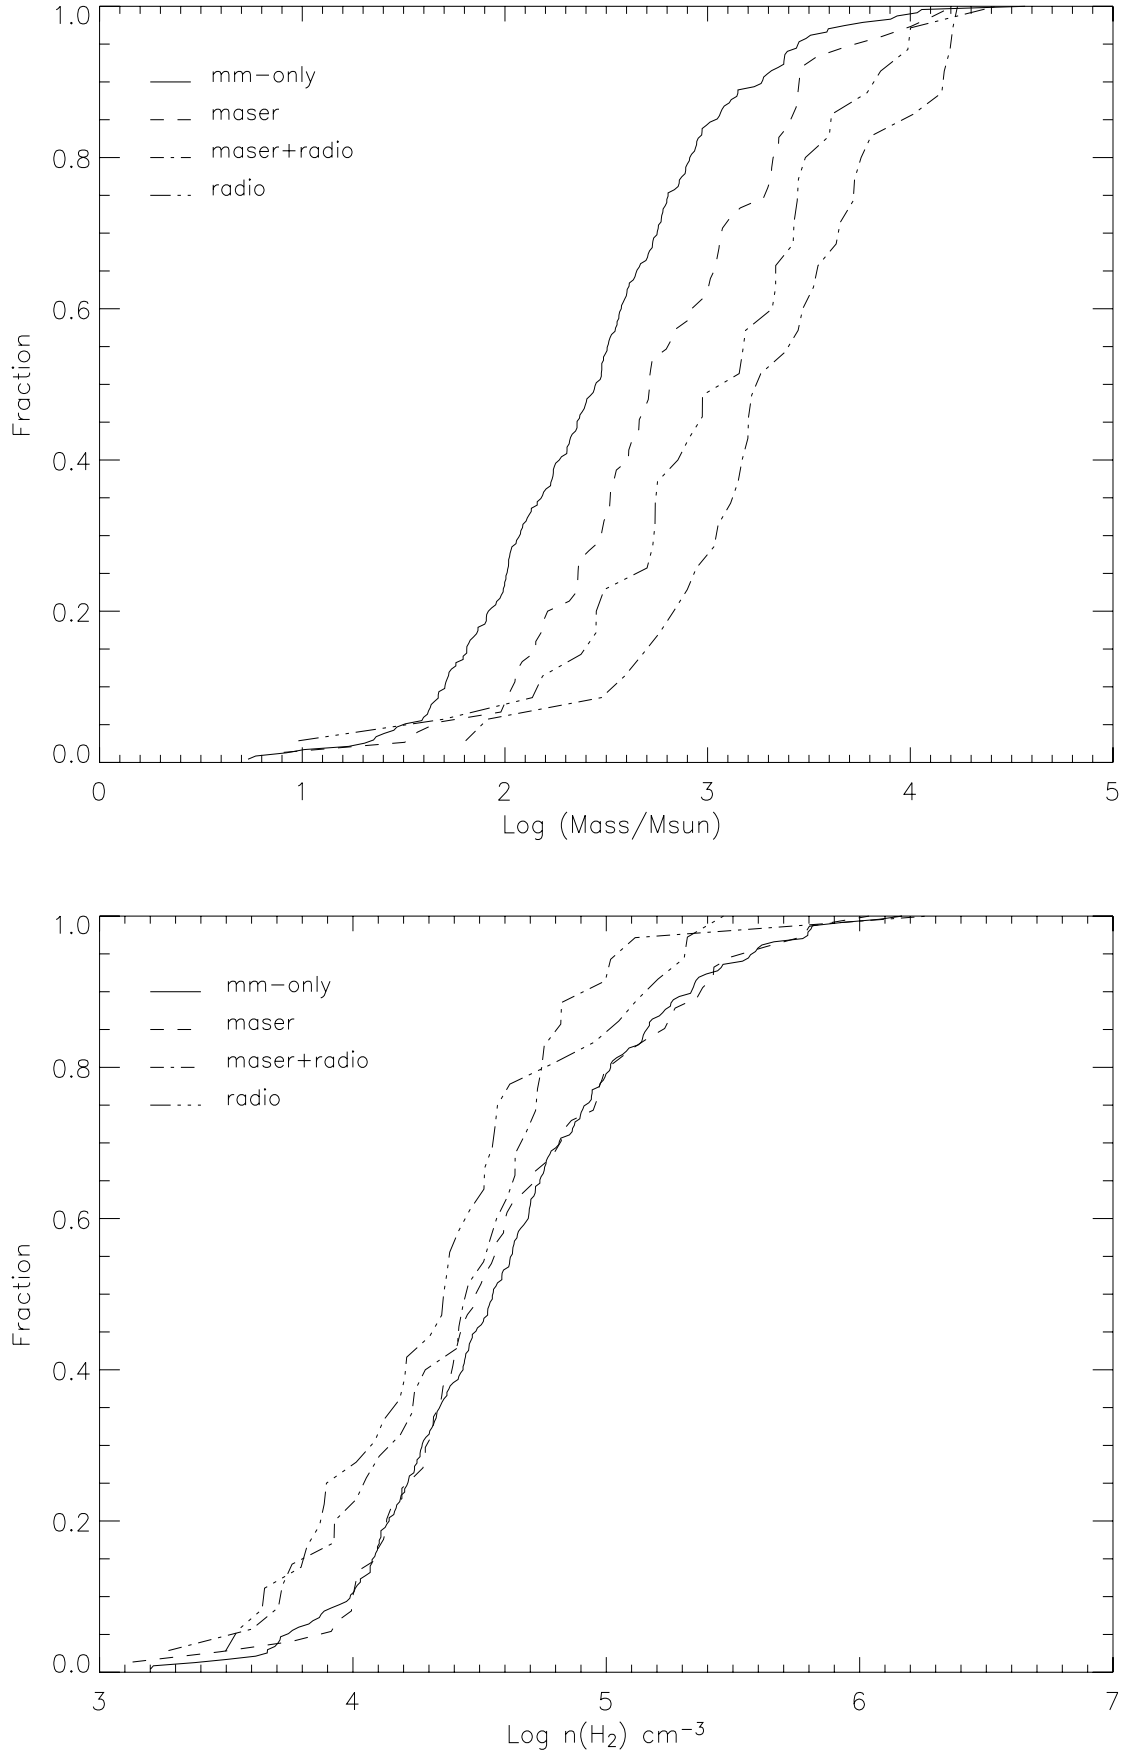 1.0
0.8
0.6
0.4
0.2
0.0
Fraction
mm-only
maser
maser+radio
radio
0 1 2 3 4 5
Log (Mass/Msun)
1.0
0.8
0.6
0.4
0.2
0.0
Fraction
mm-only
maser
maser+radio
radio
3 4 5 6 7
Log n(H₂) cm⁻³